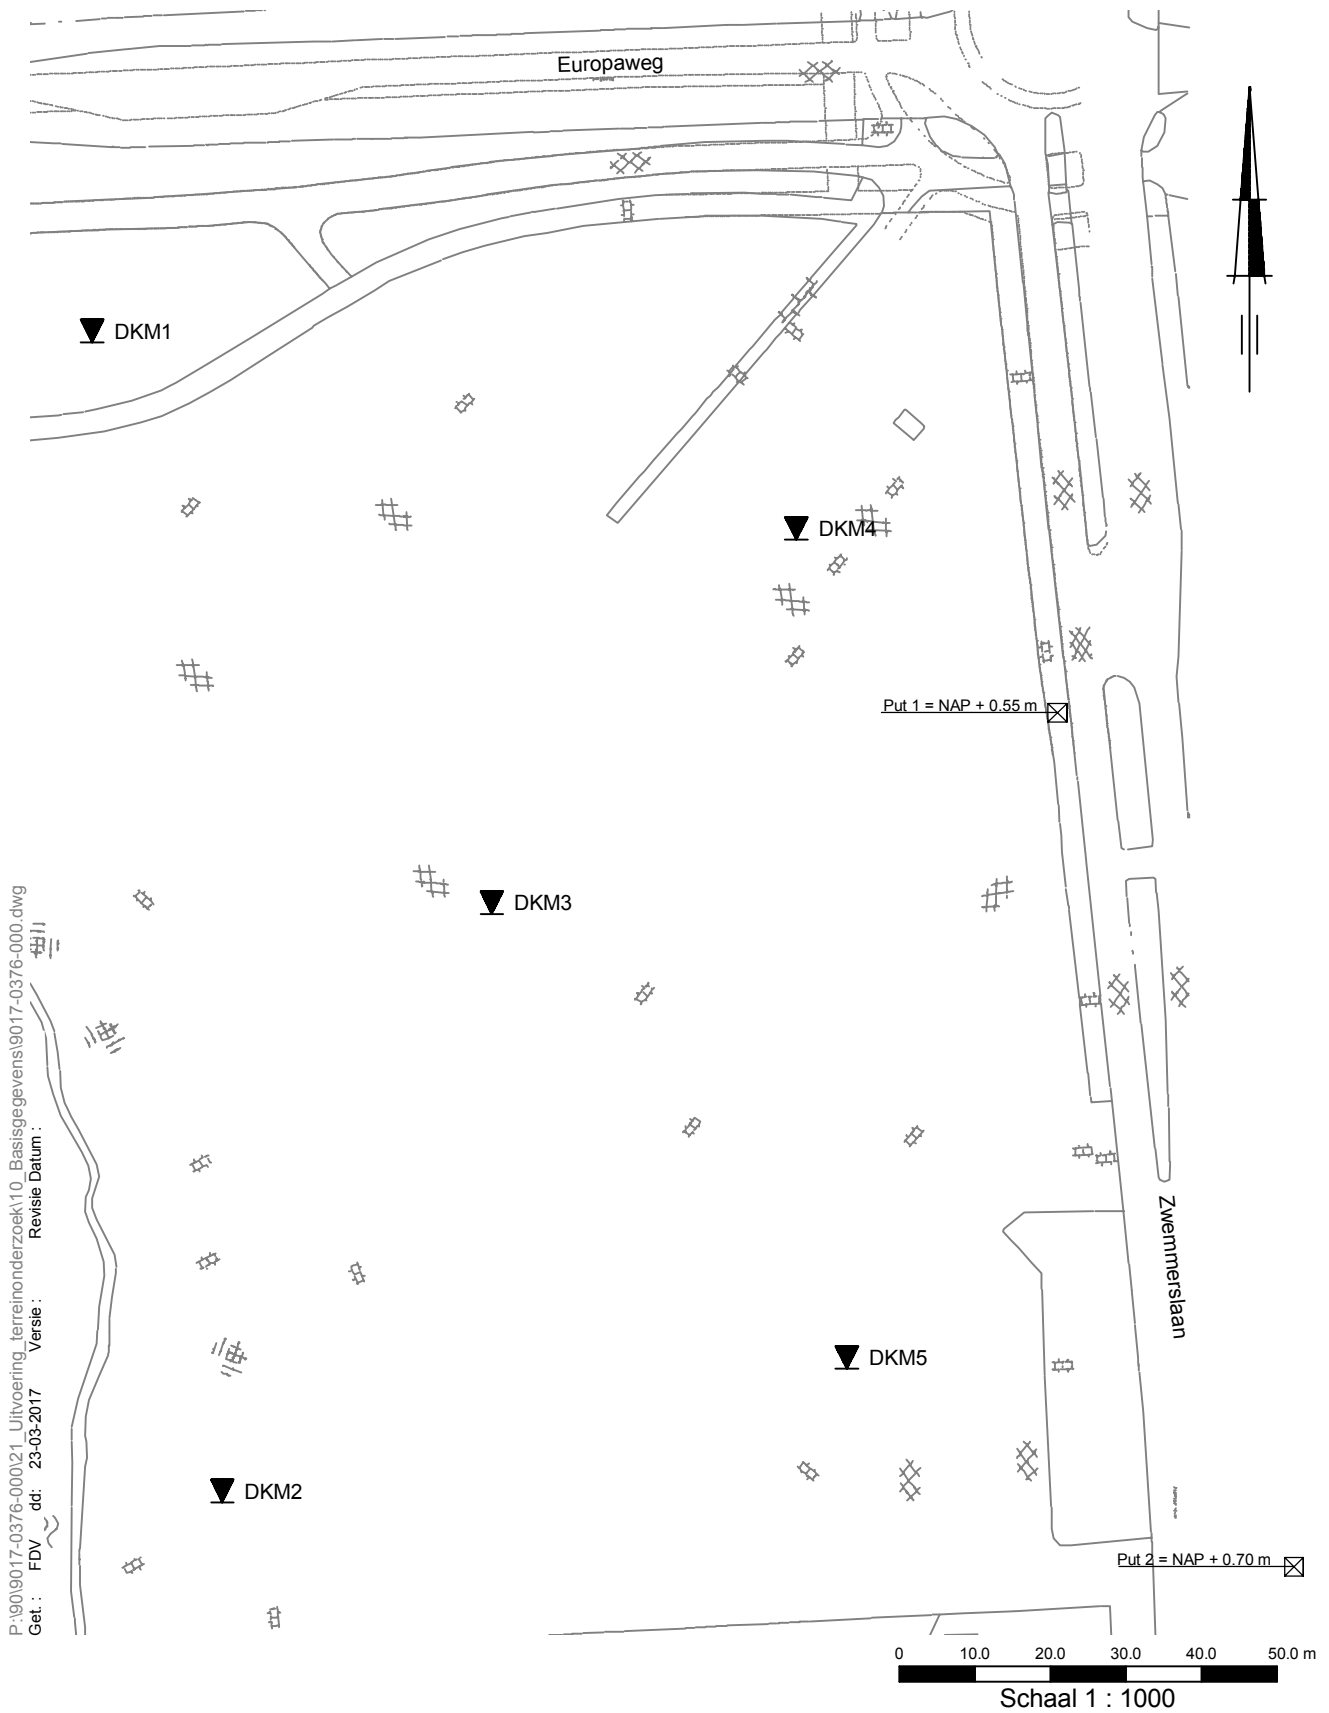 Europaweg
DKM1
DKM4
Put 1 = NAP + 0.55 m
DKM3
Zwemmerslaan
DKM5
DKM2
Put 2 = NAP + 0.70 m
0 10.0 20.0 30.0 40.0 50.0 m
Schaal 1 : 1000
P:\90\9017-0376-000\21_Uitvoering_terreinonderzoek\10_Basisgegevens\9017-0376-000.dwg
Get. : FDV dd: 23-03-2017 Versie : Revisie Datum :